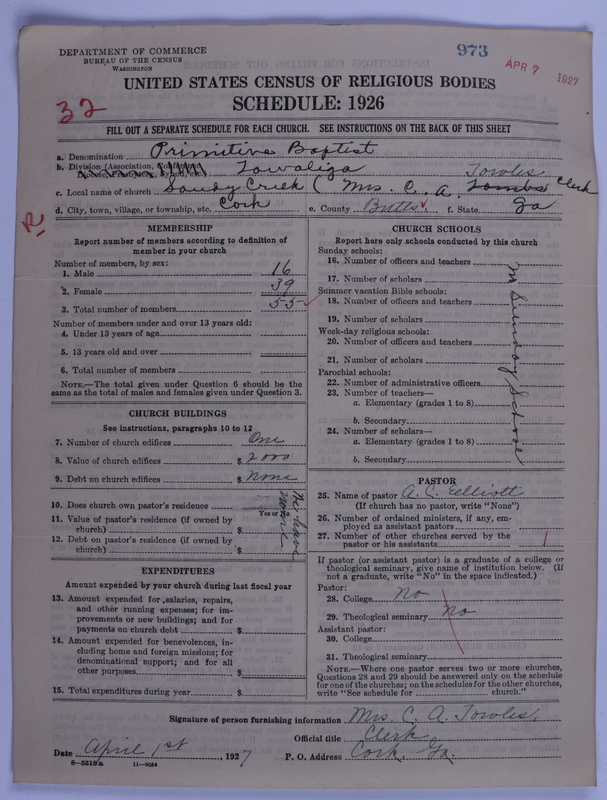 DEPARTMENT OF COMMERCE
BUREAU OF THE CENSUS
WASHINGTON
973
APR 7 1927
UNITED STATES CENSUS OF RELIGIOUS BODIES
SCHEDULE: 1926
32
FILL OUT A SEPARATE SCHEDULE FOR EACH CHURCH. SEE INSTRUCTIONS ON THE BACK OF THIS SHEET
a. Denomination Primitive Baptist
b. Division (Association, Towaliga Towles
c. Local name of church Sandy Creek ( Mrs. C. A. Clerk
d. City, town, village, or township, etc. Cork e. County Butts f. State Ga
MEMBERSHIP
Report number of members according to definition of member in your church
Number of members, by sex:
1. Male 16
2. Female 39
3. Total number of members 55
Number of members under and over 13 years old:
4. Under 13 years of age
5. 13 years old and over
6. Total number of members
NOTE.—The total given under Question 6 should be the same as the total of males and females given under Question 3.
CHURCH BUILDINGS
See instructions, paragraphs 10 to 12
7. Number of church edifices One
8. Value of church edifices $ 2000
9. Debt on church edifices $ None
10. Does church own pastor's residence
Yes or No
11. Value of pastor's residence (if owned by church) $
12. Debt on pastor's residence (if owned by church) $
EXPENDITURES
Amount expended by your church during last fiscal year
13. Amount expended for salaries, repairs, and other running expenses; for improvements or new buildings; and for payments on church debt $
14. Amount expended for benevolences, including home and foreign missions; for denominational support; and for all other purposes $
15. Total expenditures during year $
CHURCH SCHOOLS
Report here only schools conducted by this church
Sunday schools:
16. Number of officers and teachers
17. Number of scholars
Summer vacation Bible schools:
18. Number of officers and teachers
19. Number of scholars
Week-day religious schools:
20. Number of officers and teachers
21. Number of scholars
Parochial schools:
22. Number of administrative officers
23. Number of teachers—
a. Elementary (grades 1 to 8)
b. Secondary
24. Number of scholars—
a. Elementary (grades 1 to 8)
b. Secondary
Sunday School
PASTOR
25. Name of pastor A. C. Eelliott
(If church has no pastor, write "None")
26. Number of ordained ministers, if any, employed as assistant pastors
27. Number of other churches served by the pastor or his assistants
If pastor (or assistant pastor) is a graduate of a college or theological seminary, give name of institution below. (If not a graduate, write "No" in the space indicated.)
Pastor:
28. College No
29. Theological seminary No
Assistant pastor:
30. College
31. Theological seminary
NOTE.—Where one pastor serves two or more churches, Questions 28 and 29 should be answered only on the schedule for one of the churches; on the schedules for the other churches, write "See schedule for church."
Signature of person furnishing information Mrs. C. A. Towles,
Official title Clerk
Date April 1st, 1927 P. O. Address Cork, Ga.
8—5518a 11—9034